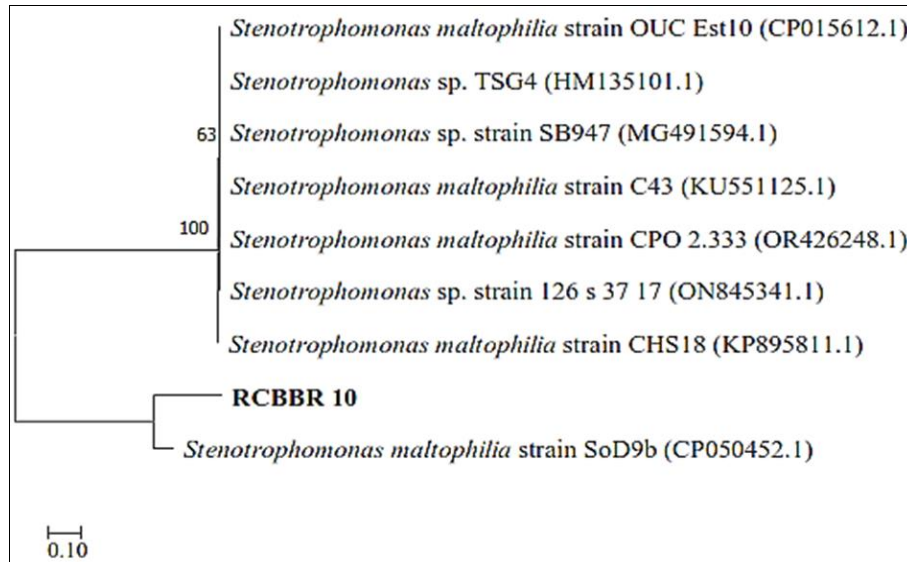 Stenotrophomonas maltophilia strain OUC Est10 (CP015612.1)
Stenotrophomonas sp. TSG4 (HM135101.1)
63
Stenotrophomonas sp. strain SB947 (MG491594.1)
Stenotrophomonas maltophilia strain C43 (KU551125.1)
100
Stenotrophomonas maltophilia strain CPO 2.333 (OR426248.1)
Stenotrophomonas sp. strain 126 s 37 17 (ON845341.1)
Stenotrophomonas maltophilia strain CHS18 (KP895811.1)
RCBBR 10
Stenotrophomonas maltophilia strain SoD9b (CP050452.1)
0.10